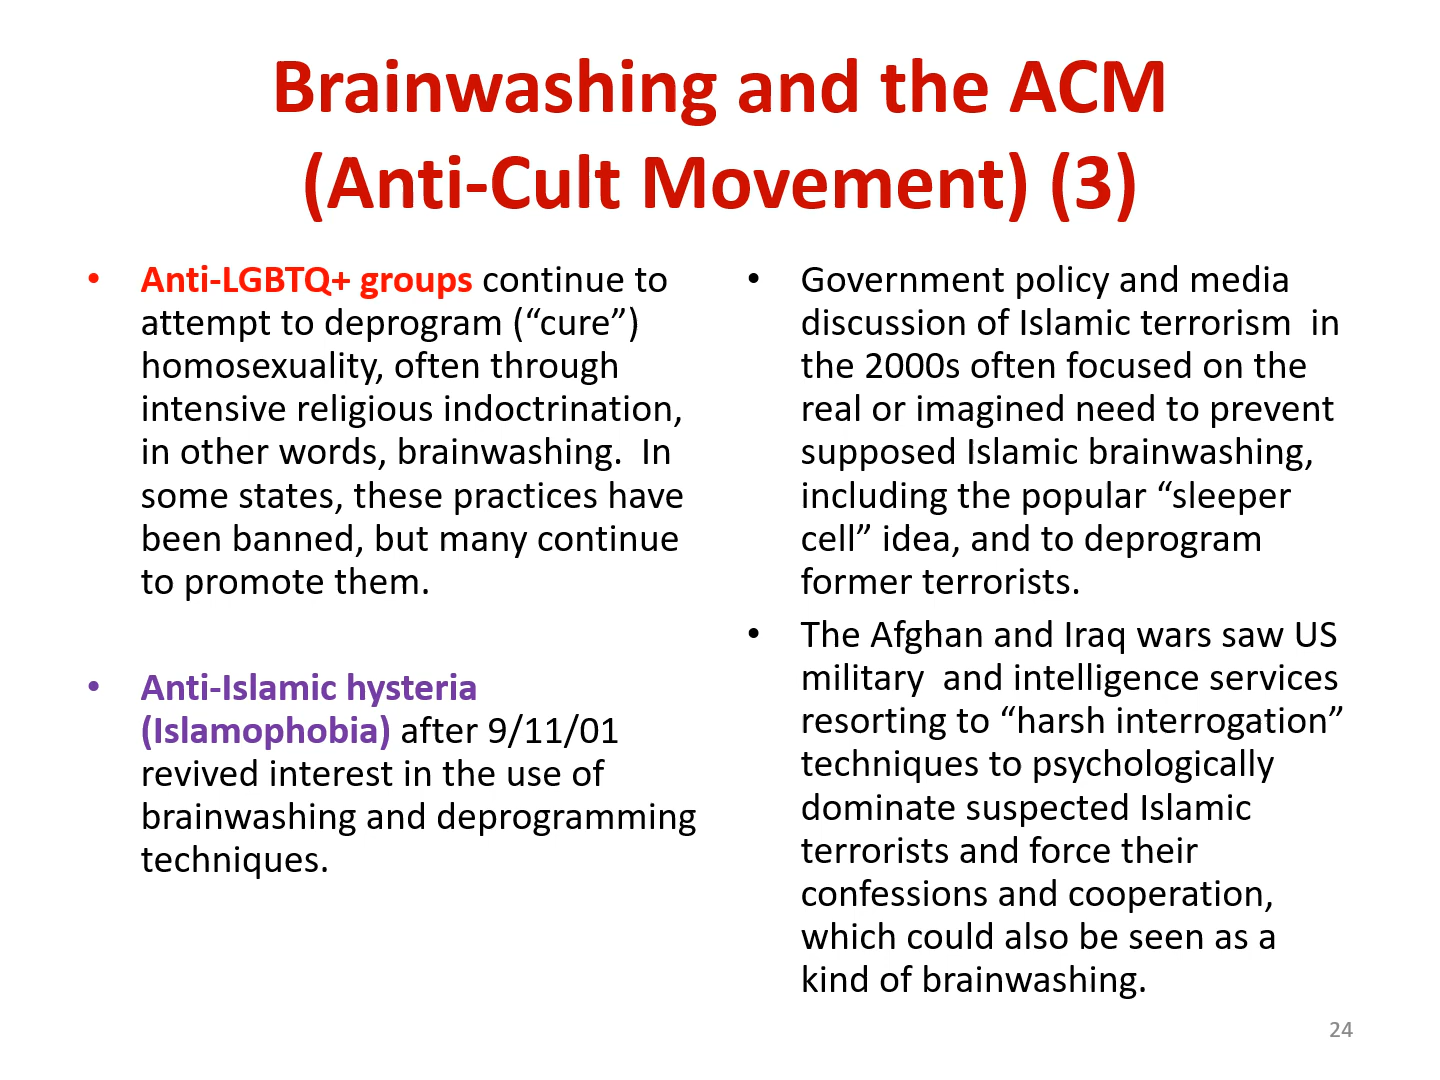 Brainwashing and the ACM
(Anti-Cult Movement) (3)
• Anti-LGBTQ+ groups continue to
attempt to deprogram (“cure”)
homosexuality, often through
intensive religious indoctrination,
in other words, brainwashing.  In
some states, these practices have
been banned, but many continue
to promote them.
• Anti-Islamic hysteria
(Islamophobia) after 9/11/01
revived interest in the use of
brainwashing and deprogramming
techniques.
• Government policy and media
discussion of Islamic terrorism  in
the 2000s often focused on the
real or imagined need to prevent
supposed Islamic brainwashing,
including the popular “sleeper
cell” idea, and to deprogram
former terrorists.
• The Afghan and Iraq wars saw US
military  and intelligence services
resorting to “harsh interrogation”
techniques to psychologically
dominate suspected Islamic
terrorists and force their
confessions and cooperation,
which could also be seen as a
kind of brainwashing.
24